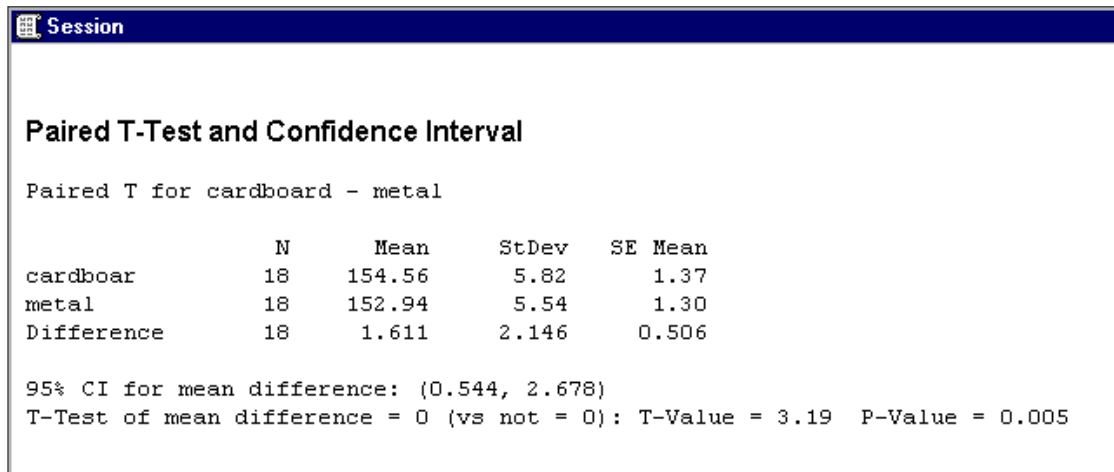 Session
Paired T-Test and Confidence Interval
Paired T for cardboard - metal
N Mean StDev SE Mean
cardboar 18 154.56 5.82 1.37
metal 18 152.94 5.54 1.30
Difference 18 1.611 2.146 0.506
95% CI for mean difference: (0.544, 2.678)
T-Test of mean difference = 0 (vs not = 0): T-Value = 3.19 P-Value = 0.005